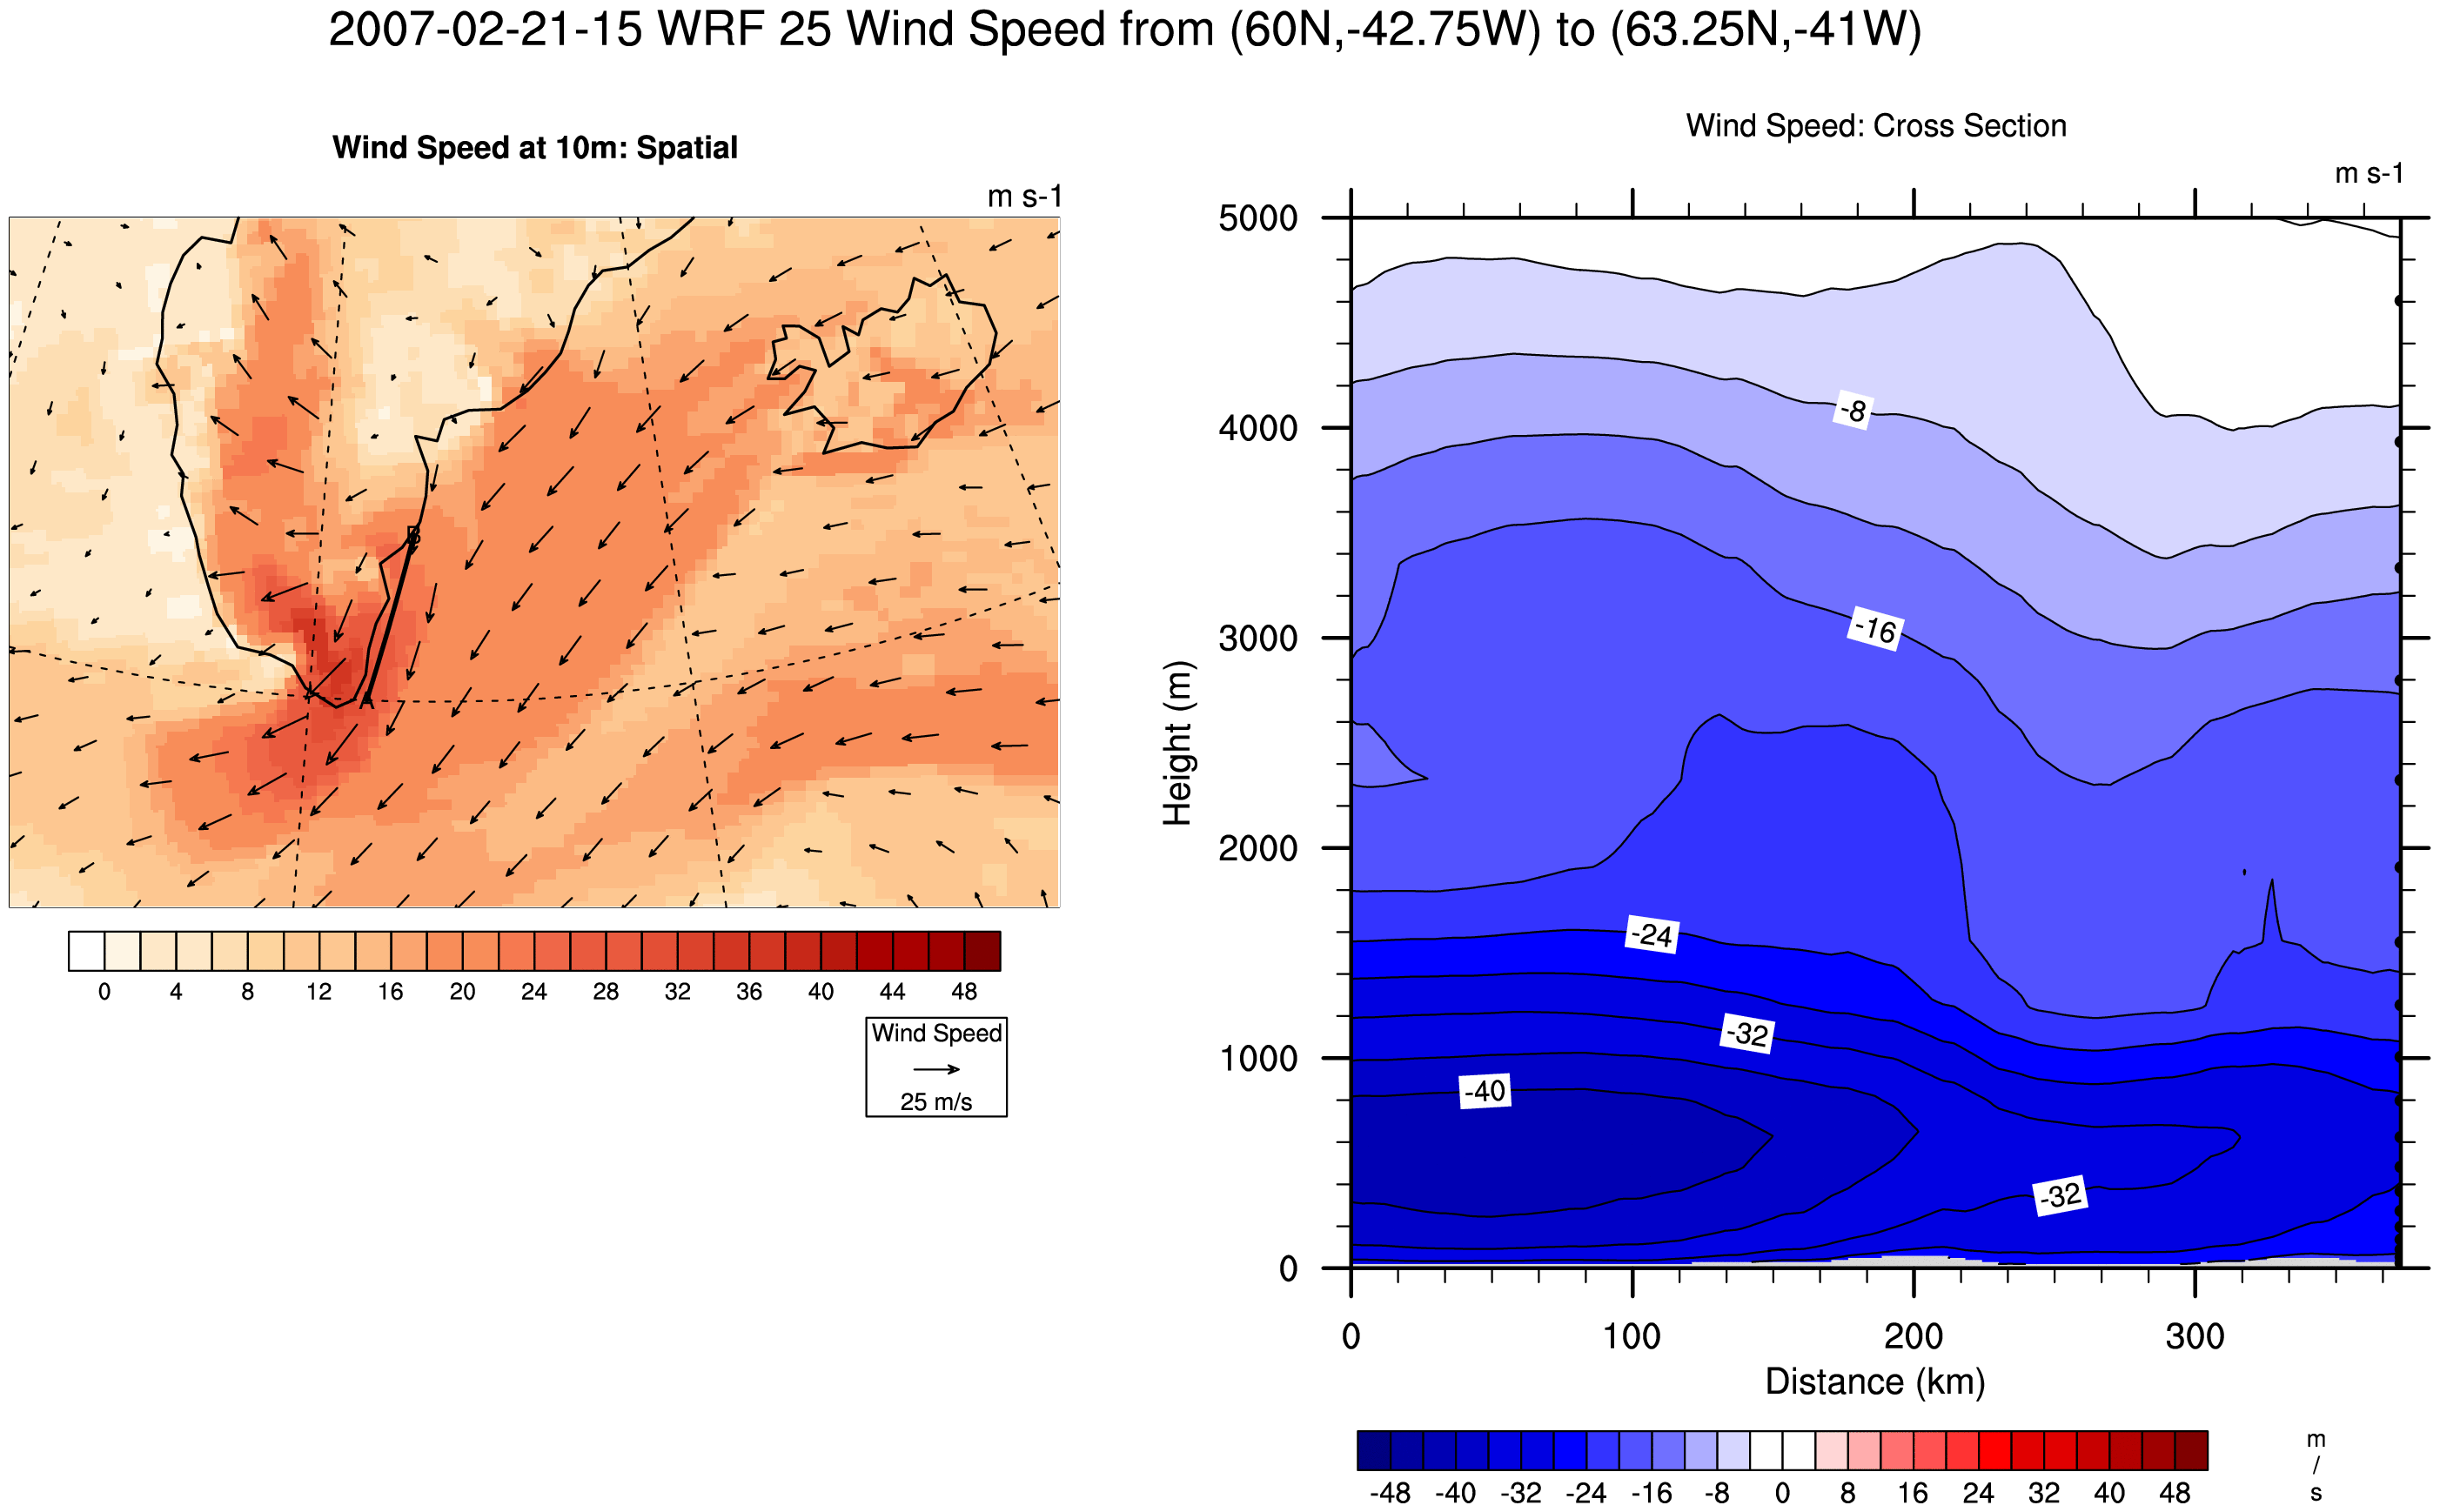 2007-02-21-15 WRF 25 Wind Speed from (60N,-42.75W) to (63.25N,-41W)
Wind Speed at 10m: Spatial
m s-1
B
A
0 4 8 12 16 20 24 28 32 36 40 44 48
Wind Speed
25 m/s
Wind Speed: Cross Section
m s-1
5000
4000
3000
2000
1000
0
Height (m)
-8
-16
-24
-32
-40
-32
0 100 200 300
Distance (km)
-48 -40 -32 -24 -16 -8 0 8 16 24 32 40 48
m
/
s